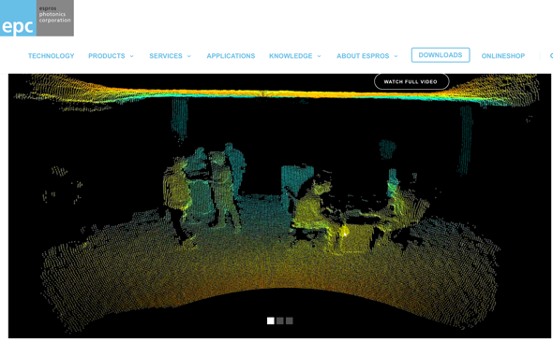 epc
espros
photonics
corporation
TECHNOLOGY PRODUCTS SERVICES APPLICATIONS KNOWLEDGE ABOUT ESPROS DOWNLOADS ONLINESHOP
WATCH FULL VIDEO